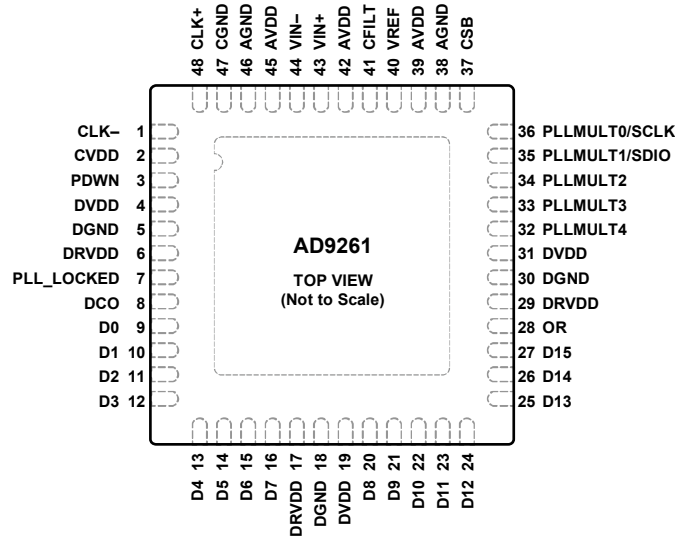 48 CLK+
47 CGND
46 AGND
45 AVDD
44 VIN–
43 VIN+
42 AVDD
41 CFILT
40 VREF
39 AVDD
38 AGND
37 CSB
CLK– 1
CVDD 2
PDWN 3
DVDD 4
DGND 5
DRVDD 6
PLL_LOCKED 7
DCO 8
D0 9
D1 10
D2 11
D3 12
AD9261
TOP VIEW
(Not to Scale)
36 PLLMULT0/SCLK
35 PLLMULT1/SDIO
34 PLLMULT2
33 PLLMULT3
32 PLLMULT4
31 DVDD
30 DGND
29 DRVDD
28 OR
27 D15
26 D14
25 D13
D4 13
D5 14
D6 15
D7 16
DRVDD 17
DGND 18
DVDD 19
D8 20
D9 21
D10 22
D11 23
D12 24